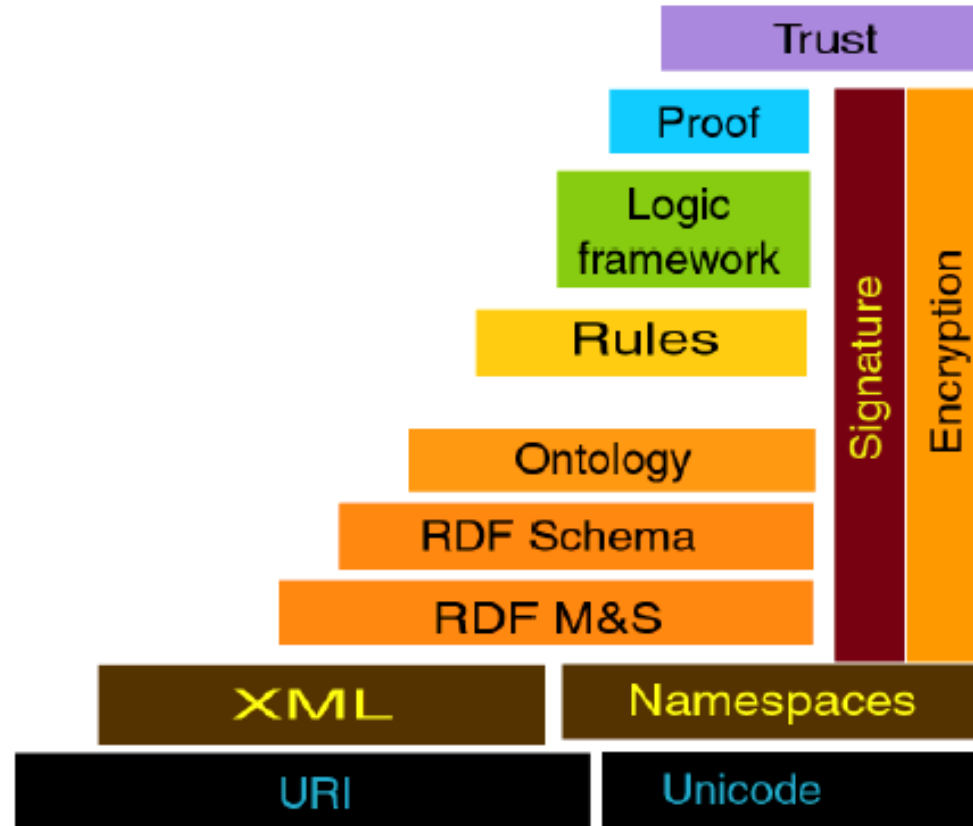 Trust
Proof
Logic
framework
Rules
Signature
Encryption
Ontology
RDF Schema
RDF M&S
XML
Namespaces
URI
Unicode